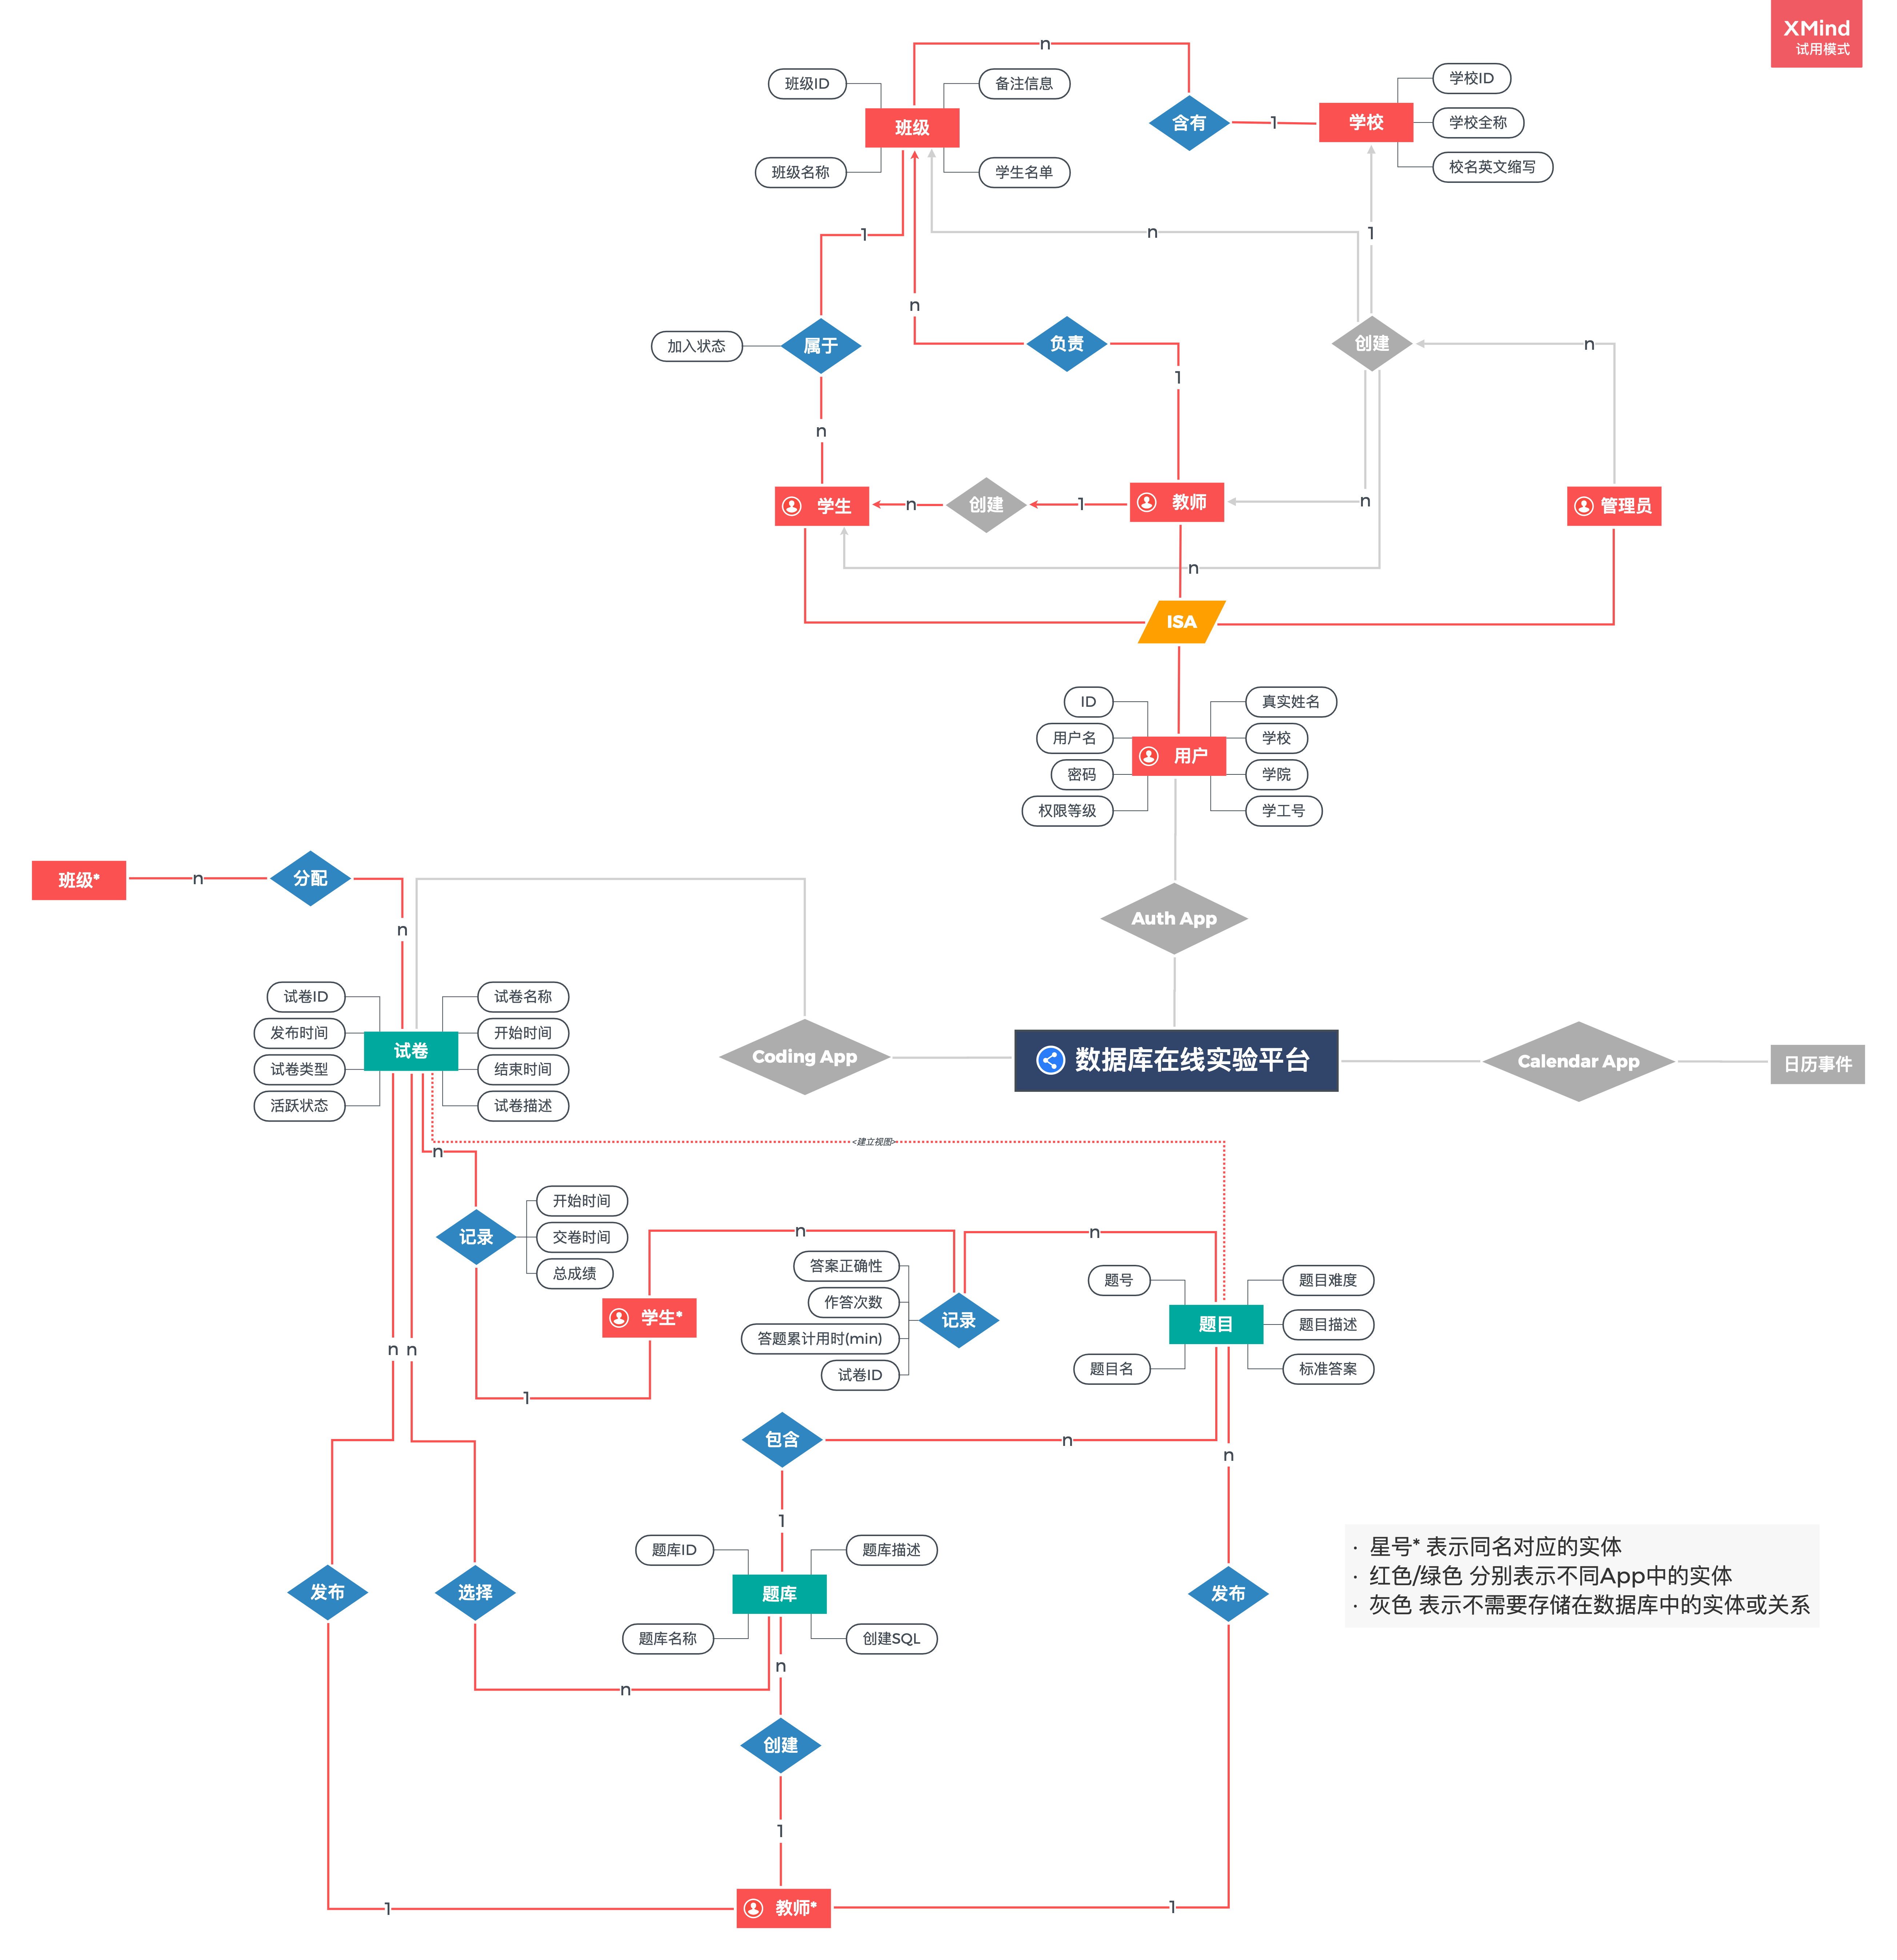 XMind
试用模式
n
班级ID
备注信息
学校ID
班级
含有
1
学校
学校全称
班级名称
学生名单
校名英文缩写
1
n
1
n
加入状态
属于
负责
创建
n
1
n
学生
n
创建
1
教师
n
管理员
n
ISA
ID
真实姓名
用户名
用户
学校
密码
学院
权限等级
学工号
班级*
n
分配
n
Auth App
试卷ID
试卷名称
发布时间
试卷
开始时间
试卷类型
结束时间
活跃状态
试卷描述
Coding App
数据库在线实验平台
Calendar App
日历事件
<建立视图>
n
开始时间
记录
交卷时间
总成绩
n
n
答案正确性
作答次数
答题累计用时(min)
试卷ID
记录
学生*
题号
题目难度
题目
题目描述
题目名
标准答案
n
n
1
包含
n
n
1
题库ID
题库描述
题库
题库名称
创建SQL
发布
选择
发布
· 星号* 表示同名对应的实体
· 红色/绿色 分别表示不同App中的实体
· 灰色 表示不需要存储在数据库中的实体或关系
n
n
创建
1
1
教师*
1